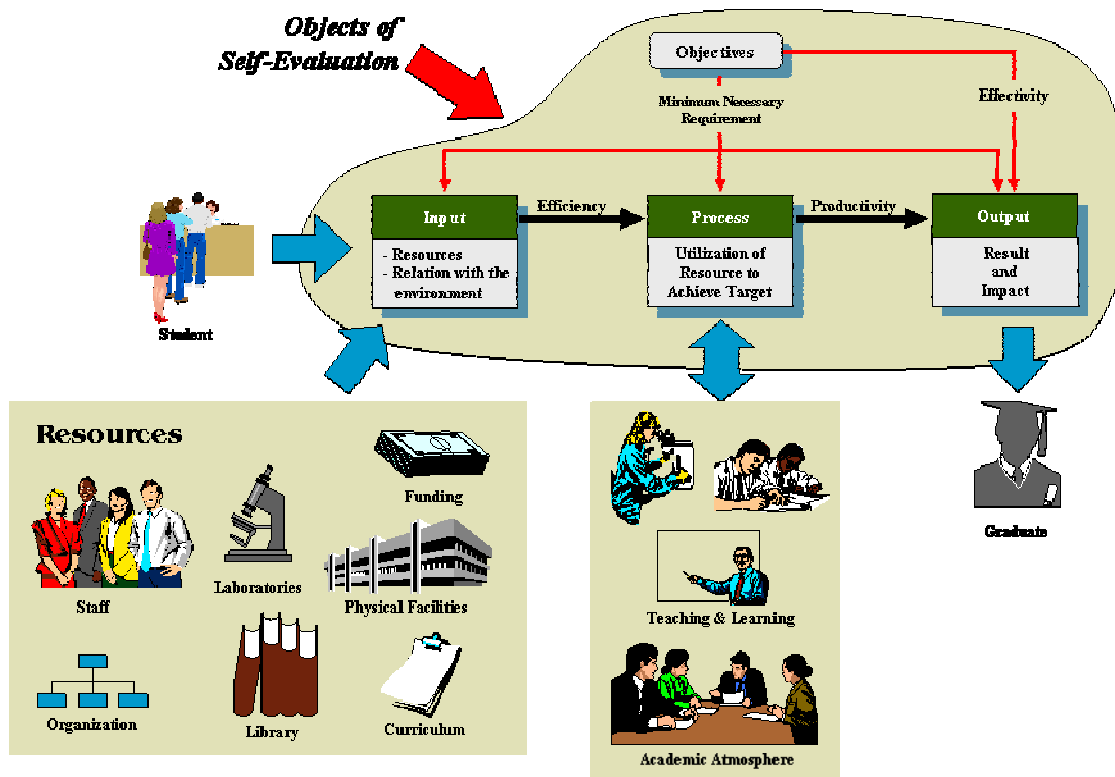 Objects of
Self-Evaluation
Objectives
Minimum Necessary
Requirement
Effectivity
Input
Efficiency
Process
Productivity
Output
- Resources
- Relation with the
environment
Utilization of
Resource to
Achieve Target
Result
and
Impact
Student
Resources
Funding
Staff
Laboratories
Physical Facilities
Organization
Library
Curriculum
Teaching & Learning
Academic Atmosphere
Graduate